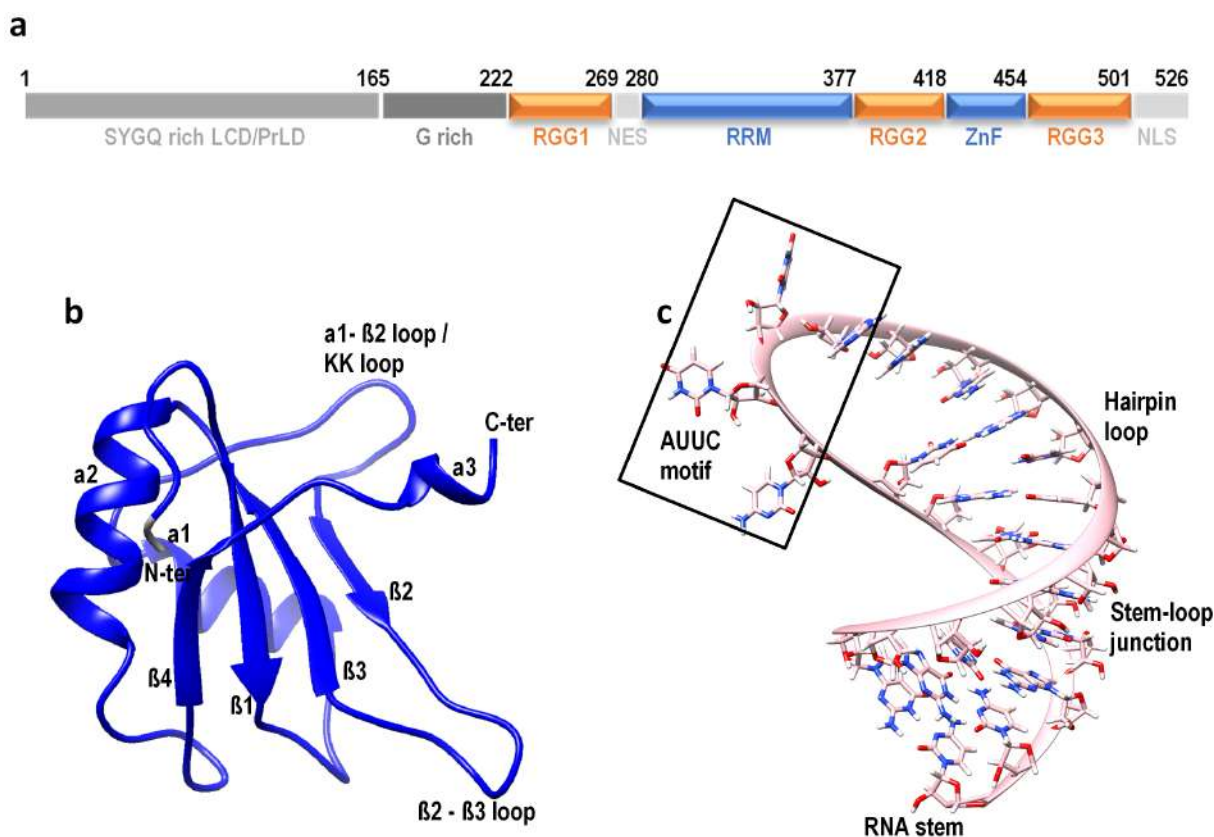 a
1 165 222 269 280 377 418 454 501 526
SYGQ rich LCD/PrLD G rich RGG1 NES RRM RGG2 ZnF RGG3 NLS
b
a1- ß2 loop /
KK loop
C-ter
a2
a3
a1
N-ter
ß2
ß4
ß1
ß3
ß2 - ß3 loop
c
AUUC
motif
Hairpin
loop
Stem-loop
junction
RNA stem